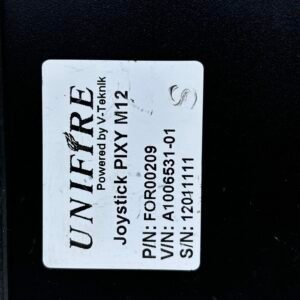 UNIFIRE
Powered by V-Teknik
Joystick PIXY M12
P/N: FOR00209
V/N: A1006531-01
S/N: 12011111
S